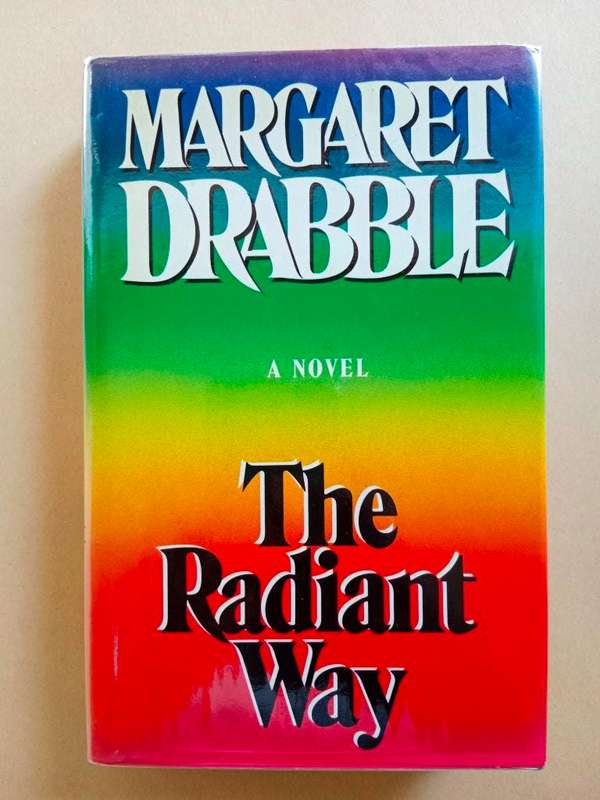 MARGARET
DRABBLE
A NOVEL
The
Radiant
Way